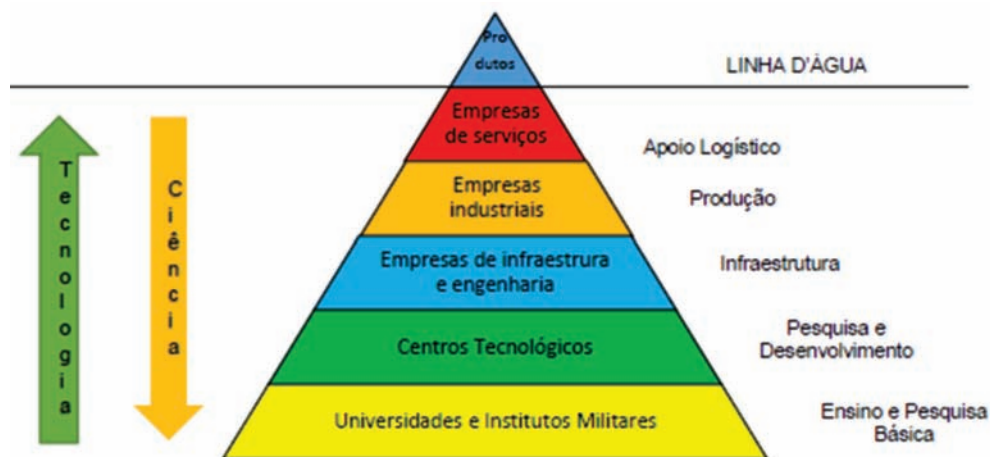 Pro
dutos
LINHA D'ÁGUA
Empresas
de serviços
Apoio Logístico
Empresas
industriais
Produção
Empresas de infraestrura
e engenharia
Infraestrutura
Centros Tecnológicos
Pesquisa e
Desenvolvimento
Universidades e Institutos Militares
Ensino e Pesquisa
Básica
Tecnologia
Ciência